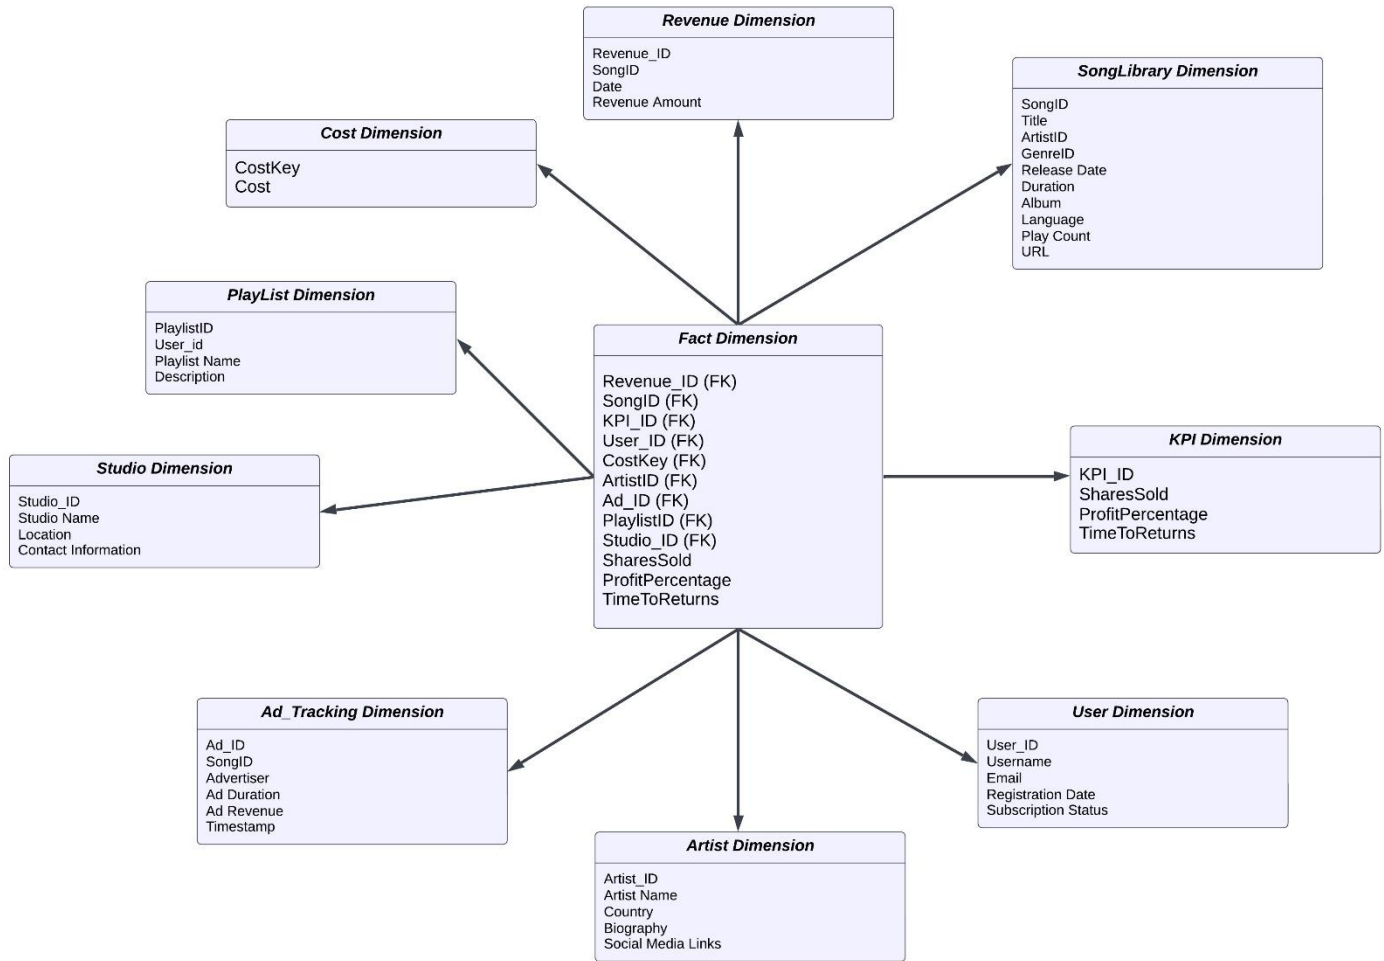 Revenue Dimension
Revenue_ID
SongID
Date
Revenue Amount
SongLibrary Dimension
SongID
Title
ArtistID
GenreID
Release Date
Duration
Album
Language
Play Count
URL
Cost Dimension
CostKey
Cost
PlayList Dimension
PlaylistID
User_id
Playlist Name
Description
Fact Dimension
Revenue_ID (FK)
SongID (FK)
KPI_ID (FK)
User_ID (FK)
CostKey (FK)
ArtistID (FK)
Ad_ID (FK)
PlaylistID (FK)
Studio_ID (FK)
SharesSold
ProfitPercentage
TimeToReturns
KPI Dimension
KPI_ID
SharesSold
ProfitPercentage
TimeToReturns
Studio Dimension
Studio_ID
Studio Name
Location
Contact Information
Ad_Tracking Dimension
Ad_ID
SongID
Advertiser
Ad Duration
Ad Revenue
Timestamp
User Dimension
User_ID
Username
Email
Registration Date
Subscription Status
Artist Dimension
Artist_ID
Artist Name
Country
Biography
Social Media Links